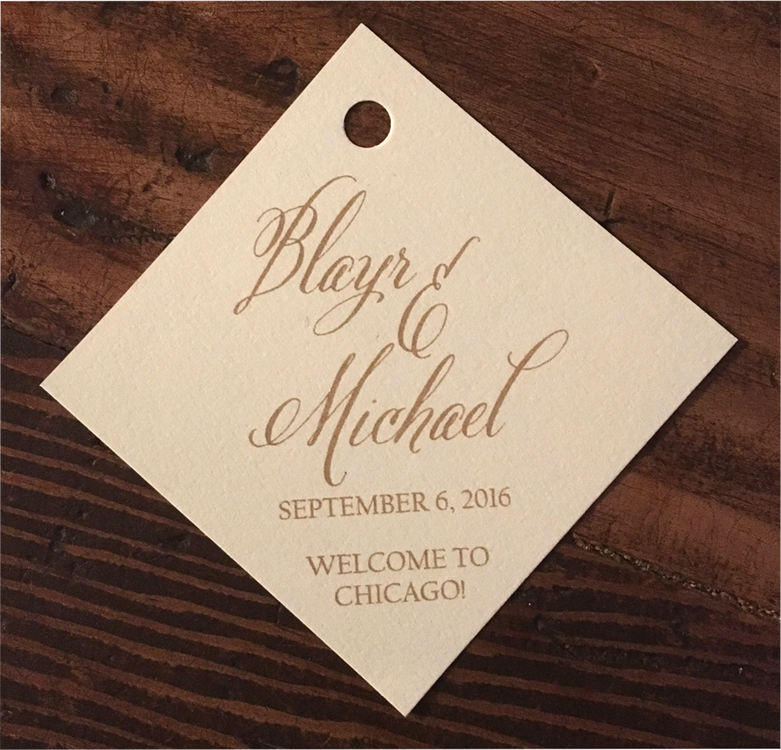 Blayr &
Michael
SEPTEMBER 6, 2016
WELCOME TO
CHICAGO!